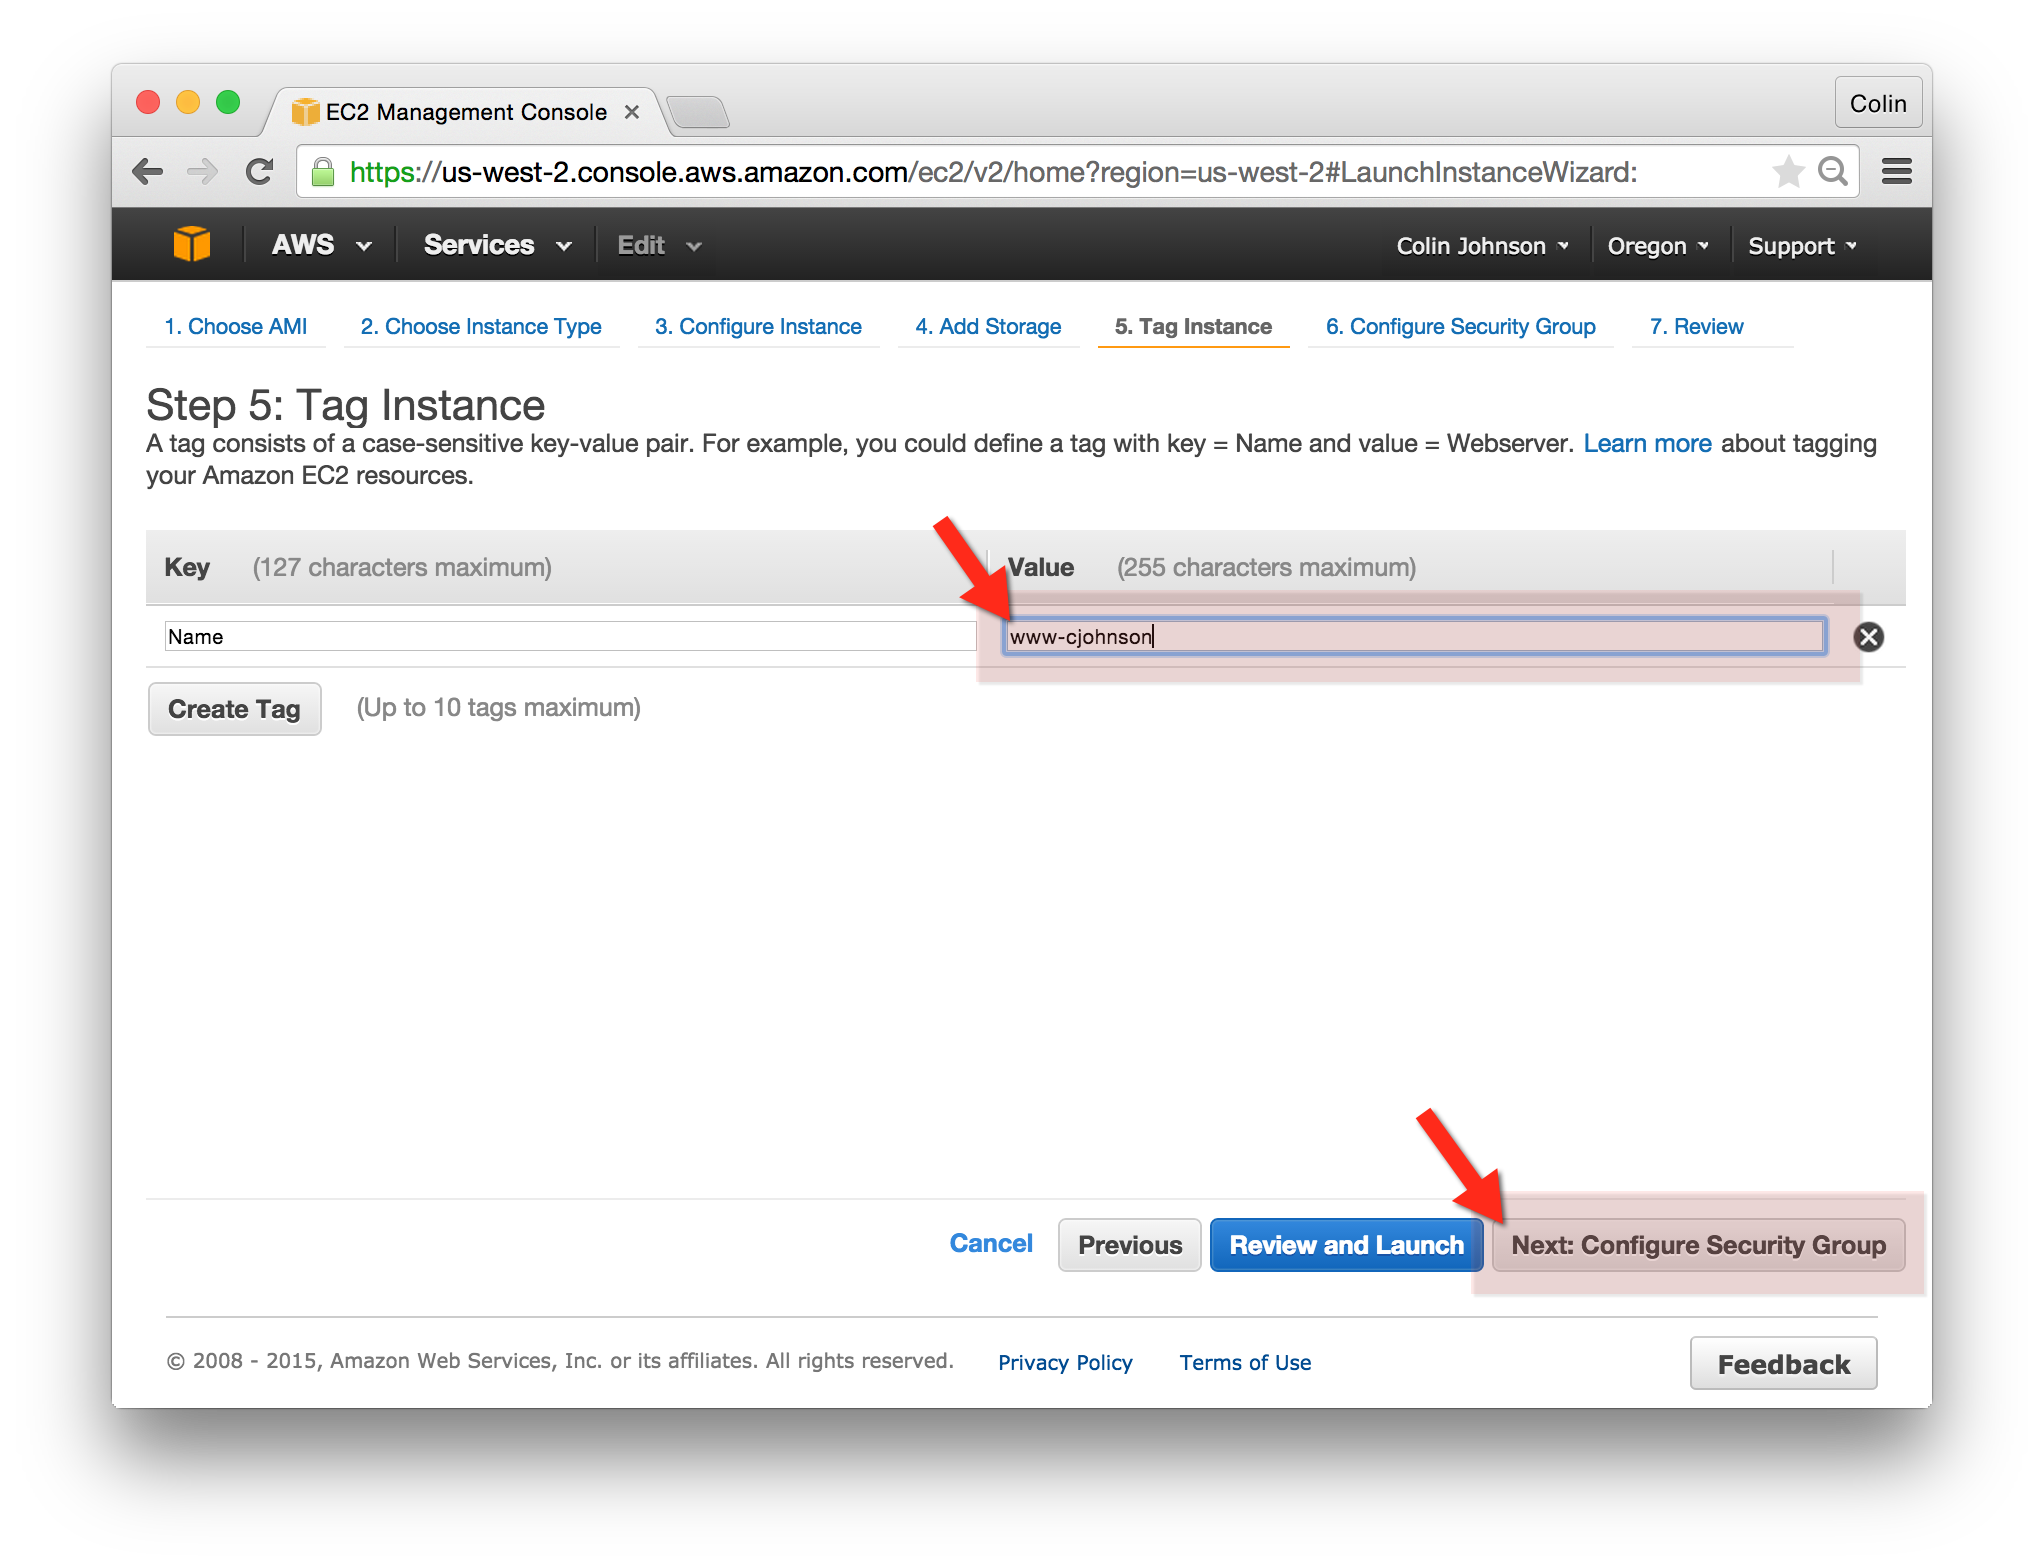 EC2 Management Console
Colin
https://us-west-2.console.aws.amazon.com/ec2/v2/home?region=us-west-2#LaunchInstanceWizard:
AWS Services Edit Colin Johnson Oregon Support
1. Choose AMI 2. Choose Instance Type 3. Configure Instance 4. Add Storage 5. Tag Instance 6. Configure Security Group 7. Review
Step 5: Tag Instance
A tag consists of a case-sensitive key-value pair. For example, you could define a tag with key = Name and value = Webserver. Learn more about tagging
your Amazon EC2 resources.
Key (127 characters maximum) Value (255 characters maximum)
Name www-cjohnson
Create Tag (Up to 10 tags maximum)
Cancel Previous Review and Launch Next: Configure Security Group
© 2008 - 2015, Amazon Web Services, Inc. or its affiliates. All rights reserved. Privacy Policy Terms of Use Feedback